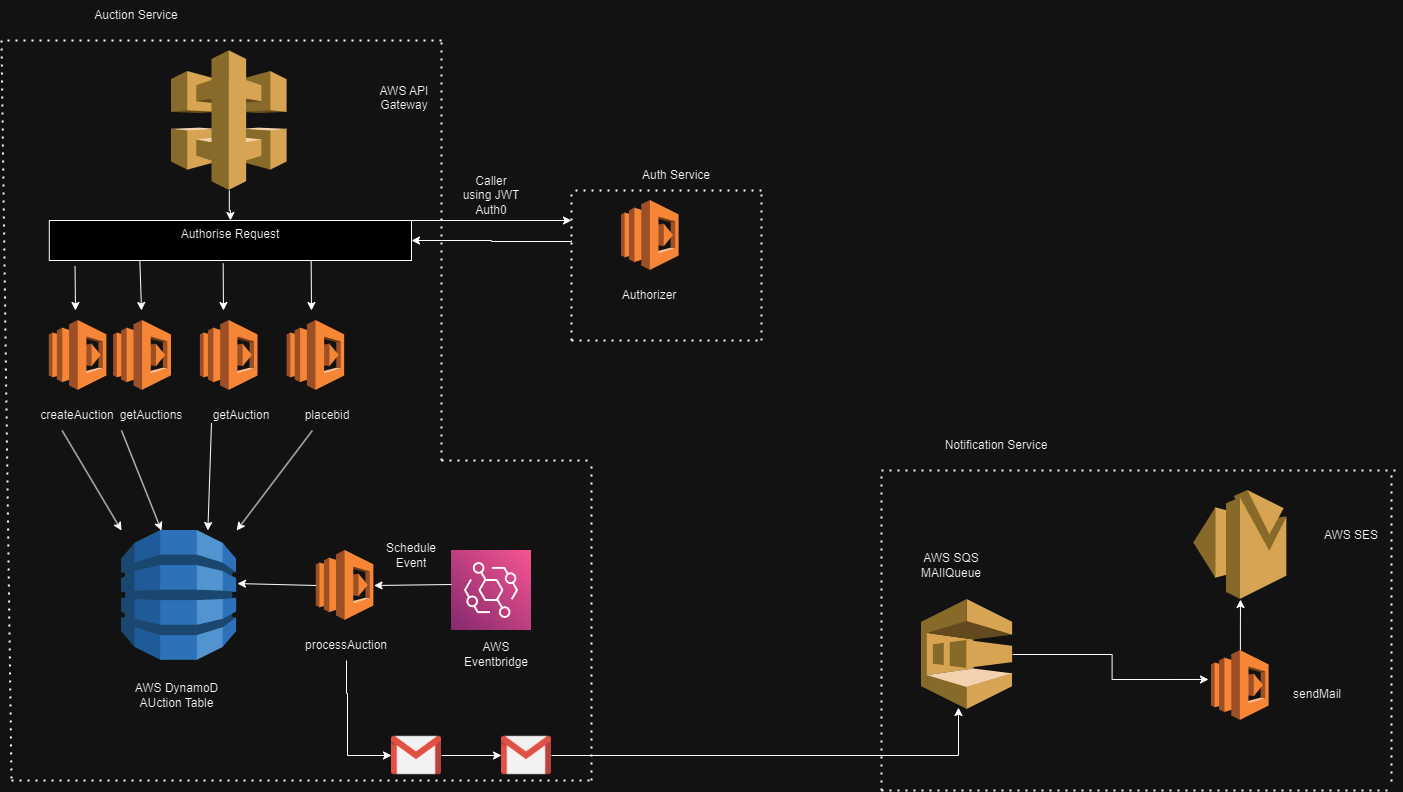 Auction Service
AWS API
Gateway
Caller
using JWT
Auth0
Auth Service
Authorise Request
Authorizer
createAuction
getAuctions
getAuction
placebid
Notification Service
Schedule
Event
AWS SQS
MAIlQueue
AWS SES
processAuction
AWS
Eventbridge
AWS DynamoD
AUction Table
sendMail